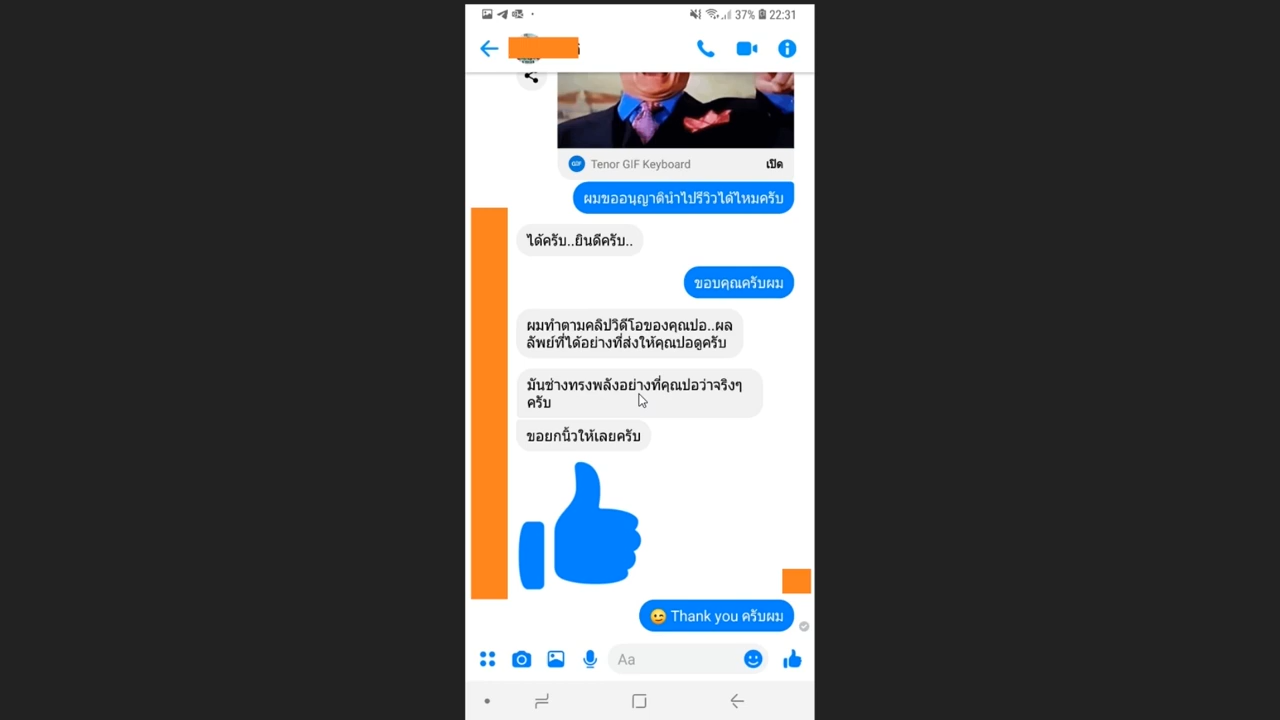 37% 22:31
GIF Tenor GIF Keyboard เปิด
ผมขออนุญาตินำไปรีวิวได้ไหมครับ
ได้ครับ..ยินดีครับ..
ขอบคุณครับผม
ผมทำตามคลิปวิดีโอของคุณปอ..ผล
ลัพย์ที่ได้อย่างที่ส่งให้คุณปอดูครับ
มันช่างทรงพลังอย่างที่คุณปอว่าจริงๆ
ครับ
ขอยกนิ้วให้เลยครับ
😉 Thank you ครับผม
Aa